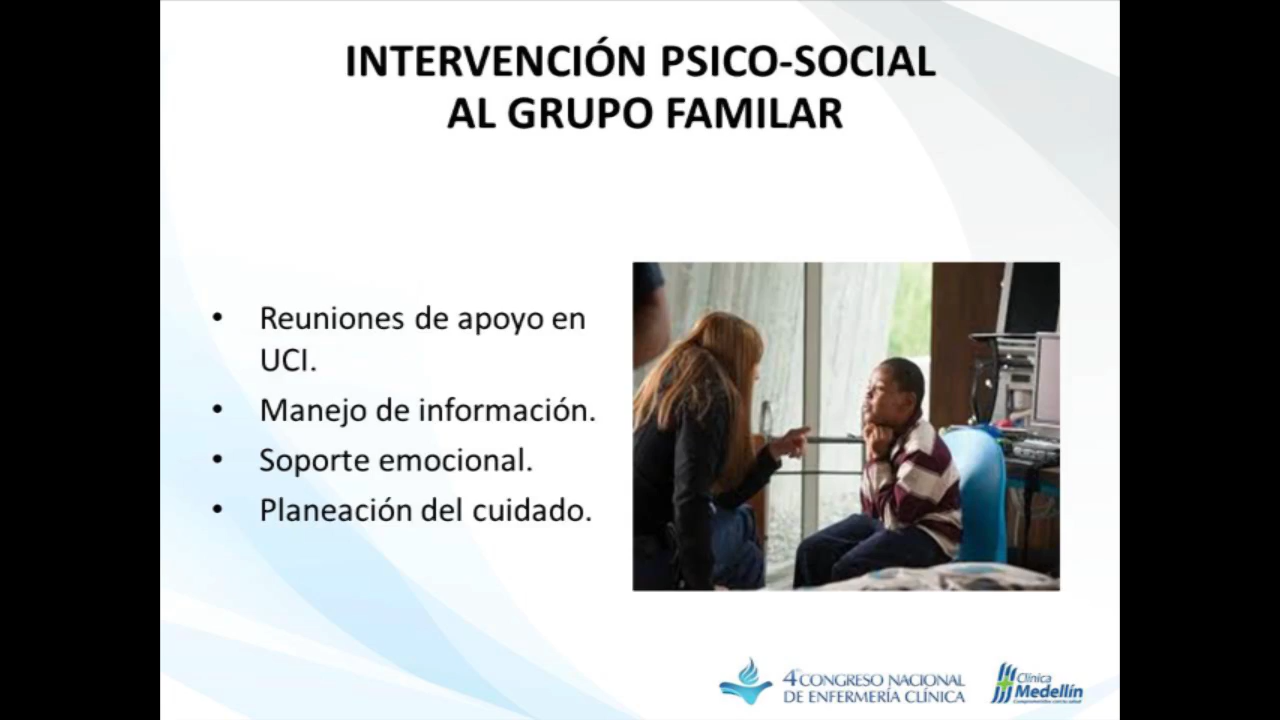 INTERVENCIÓN PSICO-SOCIAL
AL GRUPO FAMILAR
• Reuniones de apoyo en
UCI.
• Manejo de información.
• Soporte emocional.
• Planeación del cuidado.
4 CONGRESO NACIONAL
DE ENFERMERÍA CLÍNICA
Clínica
Medellín